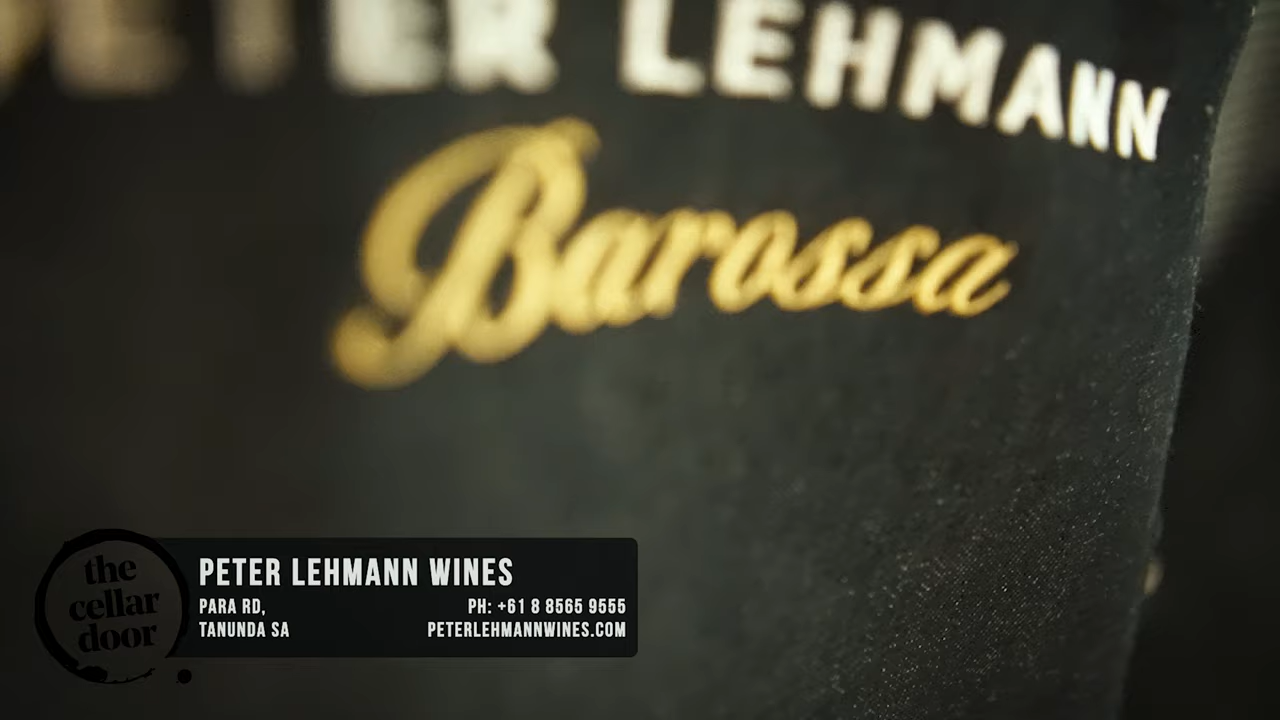 PETER LEHMANN
Barossa
the
cellar
door
PETER LEHMANN WINES
PARA RD,
PH: +61 8 8565 9555
TANUNDA SA
PETERLEHMANNWINES.COM